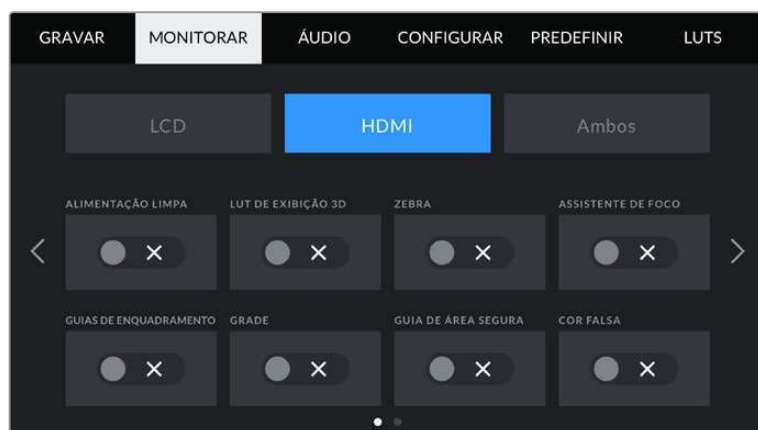 GRAVAR MONITORAR ÁUDIO CONFIGURAR PREDEFINIR LUTS
LCD HDMI Ambos
ALIMENTAÇÃO LIMPA LUT DE EXIBIÇÃO 3D ZEBRA ASSISTENTE DE FOCO
GUIAS DE ENQUADRAMENTO GRADE GUIA DE ÁREA SEGURA COR FALSA